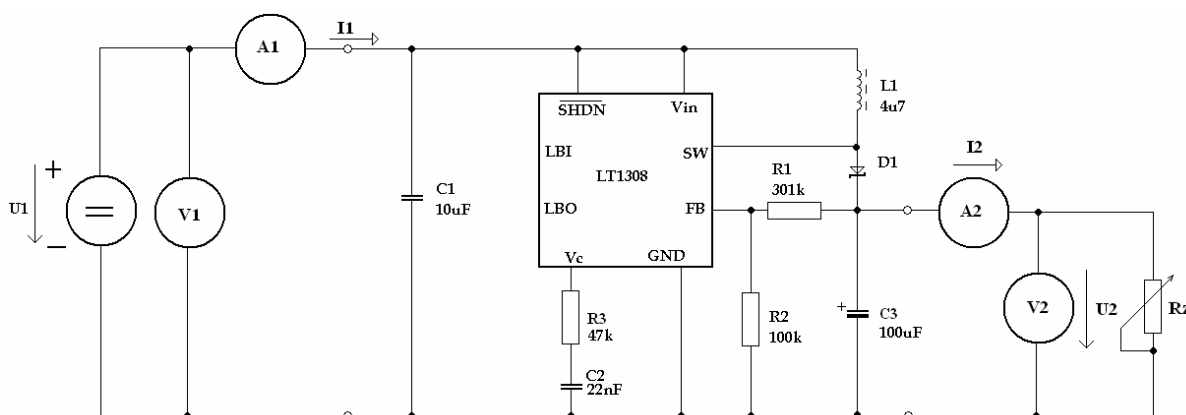 I1
A1
L1
4u7
SHDN
Vin
LBI
SW
D1
I2
LT1308
R1
301k
U1
+
V1
C1
10uF
LBO
FB
A2
Vc
GND
R3
47k
R2
100k
+
C3
100uF
V2
U2
Rz
C2
22nF